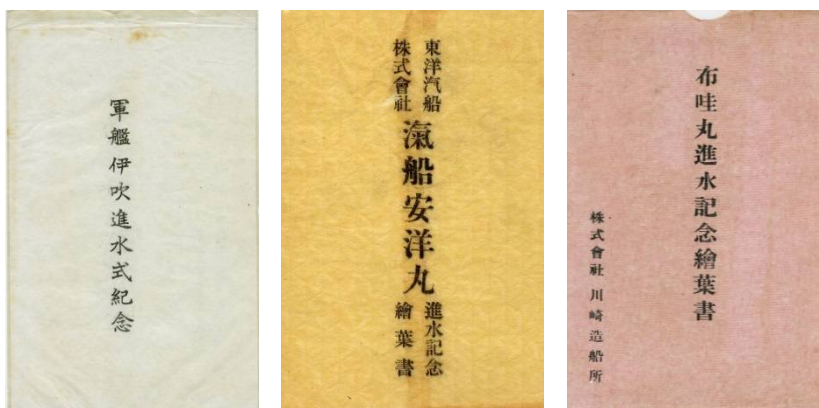 軍艦伊吹進水式紀念
東洋汽船
株式會社
滊船安洋丸
進水記念
繪葉書
布哇丸進水記念繪葉書
株式會社川崎造船所